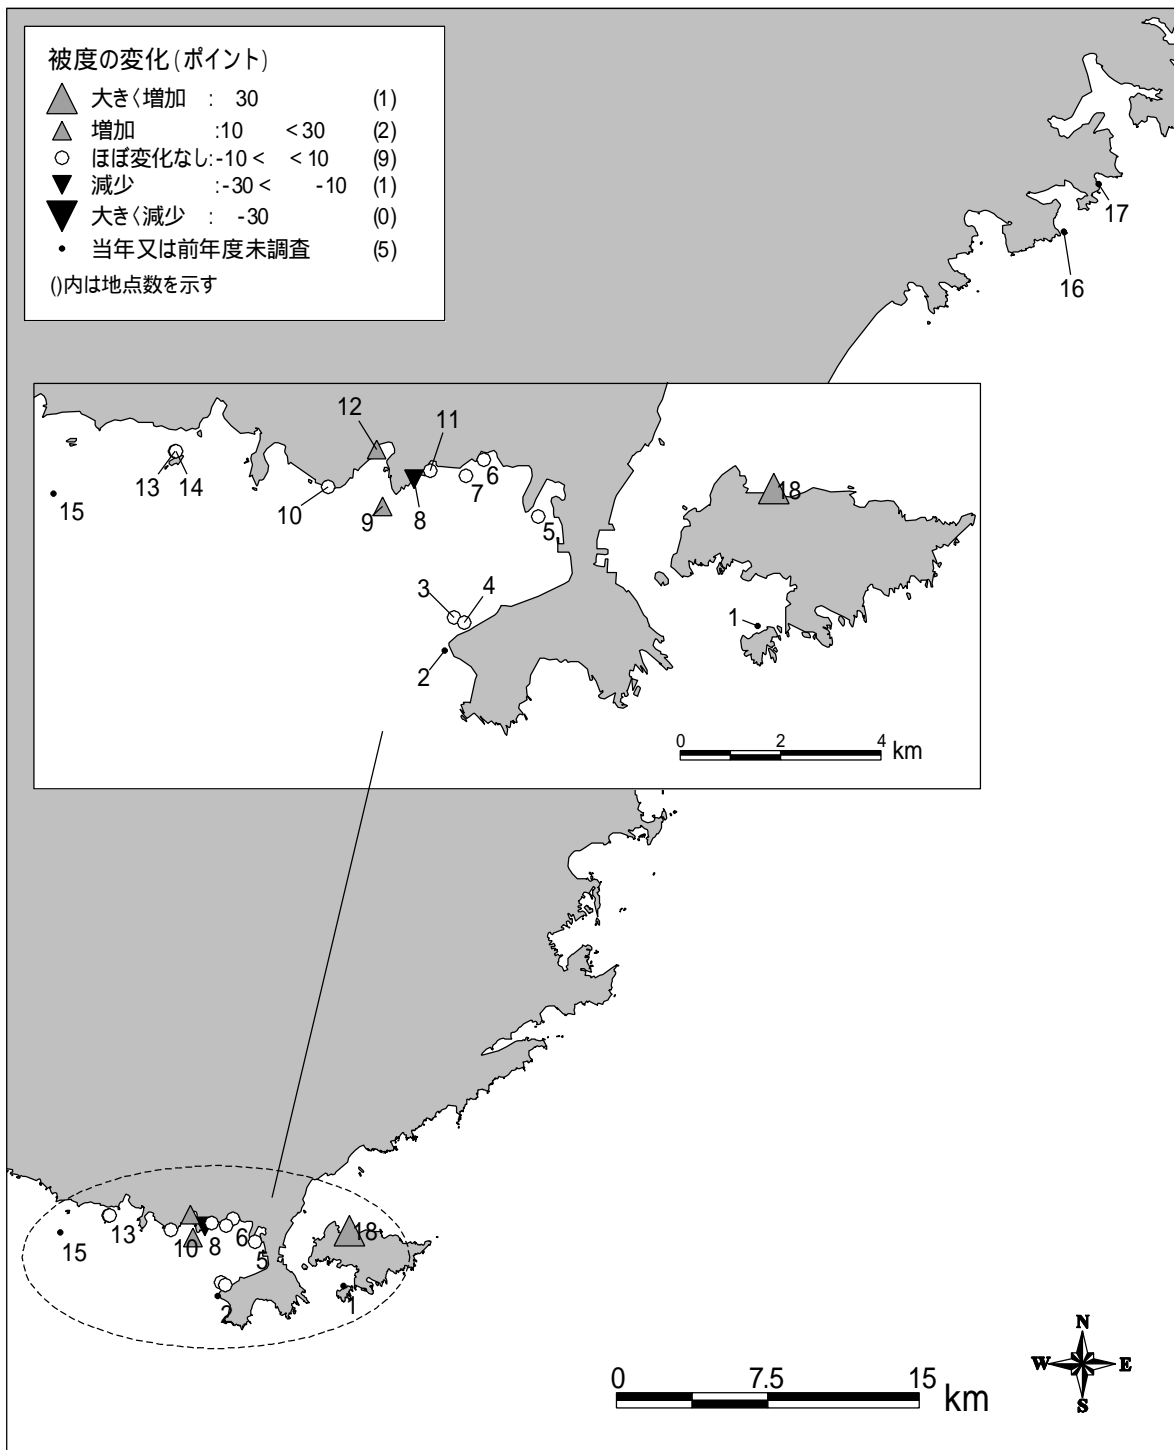 被度の変化(ポイント)
大きく増加 : 30 (1)
増加 :10 <30 (2)
ほぼ変化なし:-10< <10 (9)
減少 :-30< -10 (1)
大きく減少 : -30 (0)
当年又は前年度未調査 (5)
()内は地点数を示す
17
16
12
11
6
7
13
14
15
10
9
8
5
18
3
4
1
2
0 2 4 km
13
15
10
8
6
5
18
2
1
0 7.5 15 km
N
W
E
S